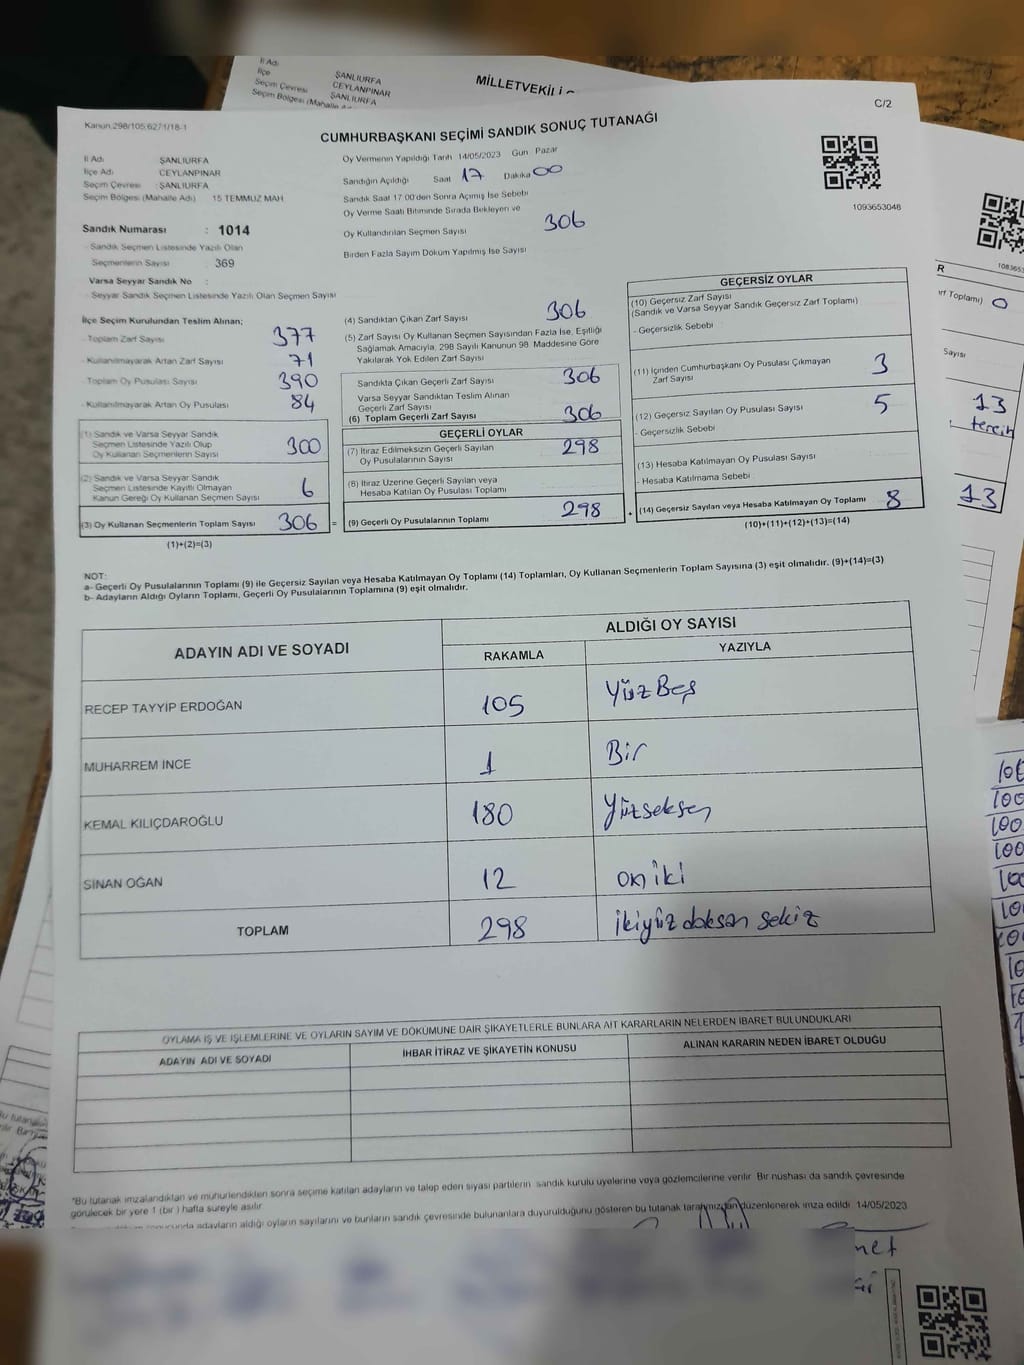 İl Adı
İlçe ŞANLIURFA
Seçim Çevresi CEYLANPINAR
Seçim Bölgesi (Mahalle A ŞANLIURFA
MİLLETVEKİLİ
C/2
Kanun.298/105,627.1/18-1
CUMHURBAŞKANI SEÇİMİ SANDIK SONUÇ TUTANAĞI
İl Adı ŞANLIURFA
İlçe Adı CEYLANPINAR
Seçim Çevresi : ŞANLIURFA
Seçim Bölgesi (Mahalle Adı) 15 TEMMUZ MAH
Oy Vermenin Yapıldığı Tarih 14/05/2023 Gün Pazar
Sandığın Açıldığı Saat 17 Dakika 00
Sandık Saat 17:00'den Sonra Açımış İse Sebebi
Oy Verme Saati Bitiminde Sırada Bekleyen ve
Oy Kullandırılan Seçmen Sayısı 306
Birden Fazla Sayım Döküm Yapılmış İse Sayısı
1093653048
Sandık Numarası : 1014
- Sandık Seçmen Listesinde Yazılı Olan
Seçmenlerin Sayısı 369
Varsa Seyyar Sandık No :
- Seyyar Sandık Seçmen Listesinde Yazılı Olan Seçmen Sayısı
İlçe Seçim Kurulundan Teslim Alınan;
- Toplam Zarf Sayısı 377
- Kullanılmayarak Artan Zarf Sayısı 71
- Toplam Oy Pusulası Sayısı 390
- Kullanılmayarak Artan Oy Pusulası 84
(1) Sandık ve Varsa Seyyar Sandık
Seçmen Listesinde Yazılı Olup
Oy Kullanan Seçmenlerin Sayısı 300
(2) Sandık ve Varsa Seyyar Sandık
Seçmen Listesinde Kayıtlı Olmayan
Kanun Gereği Oy Kullanan Seçmen Sayısı 6
(3) Oy Kullanan Seçmenlerin Toplam Sayısı 306 =
(1)+(2)=(3)
(4) Sandıktan Çıkan Zarf Sayısı 306
(5) Zarf Sayısı Oy Kullanan Seçmen Sayısından Fazla İse, Eşitliği
Sağlamak Amacıyla, 298 Sayılı Kanunun 98. Maddesine Göre
Yakılarak Yok Edilen Zarf Sayısı
Sandıkta Çıkan Geçerli Zarf Sayısı 306
Varsa Seyyar Sandıktan Teslim Alınan
Geçerli Zarf Sayısı
(6) Toplam Geçerli Zarf Sayısı 306
GEÇERLİ OYLAR
(7) İtiraz Edilmeksizin Geçerli Sayılan
Oy Pusulalarının Sayısı 298
(8) İtiraz Üzerine Geçerli Sayılan veya
Hesaba Katılan Oy Pusulası Toplamı
(9) Geçerli Oy Pusulalarının Toplamı 298 +
GEÇERSİZ OYLAR
(10) Geçersiz Zarf Sayısı
(Sandık ve Varsa Seyyar Sandık Geçersiz Zarf Toplamı)
- Geçersizlik Sebebi
(11) İçinden Cumhurbaşkanı Oy Pusulası Çıkmayan
Zarf Sayısı 3
(12) Geçersiz Sayılan Oy Pusulası Sayısı 5
- Geçersizlik Sebebi
(13) Hesaba Katılmayan Oy Pusulası Sayısı
- Hesaba Katılmama Sebebi
(14) Geçersiz Sayılan veya Hesaba Katılmayan Oy Toplamı 8
(10)+(11)+(12)+(13)=(14)
R
rf Toplamı) 0
Sayısı
13
tercih
13
NOT:
a- Geçerli Oy Pusulalarının Toplamı (9) ile Geçersiz Sayılan veya Hesaba Katılmayan Oy Toplamı (14) Toplamları, Oy Kullanan Seçmenlerin Toplam Sayısına (3) eşit olmalıdır. (9)+(14)=(3)
b- Adayların Aldığı Oyların Toplamı, Geçerli Oy Pusulalarının Toplamına (9) eşit olmalıdır.
ADAYIN ADI VE SOYADI
ALDIĞI OY SAYISI
RAKAMLA YAZIYLA
RECEP TAYYİP ERDOĞAN 105 YüzBeş
MUHARREM İNCE 1 Bir
KEMAL KILIÇDAROĞLU 180 Yüzseksen
SİNAN OĞAN 12 on iki
TOPLAM 298 ikiyüz doksan sekiz
OYLAMA İŞ VE İŞLEMLERİNE VE OYLARIN SAYIM VE DÖKÜMÜNE DAİR ŞİKAYETLERLE BUNLARA AİT KARARLARIN NELERDEN İBARET BULUNDUKLARI
ADAYIN ADI VE SOYADI İHBAR İTİRAZ VE ŞİKAYETİN KONUSU ALINAN KARARIN NEDEN İBARET OLDUĞU
*Bu tutanak imzalandıktan ve mühürlendikten sonra seçime katılan adayların ve talep eden siyasi partilerin sandık kurulu üyelerine veya gözlemcilerine verilir. Bir nüshası da sandık çevresinde
görülecek bir yere 1 (bir ) hafta süreyle asılır.
adayların aldığı oyların sayılarını ve bunların sandık çevresinde bulunanlara duyurulduğunu gösteren bu tutanak tarafımızdan düzenlenerek imza edildi. 14/05/2023